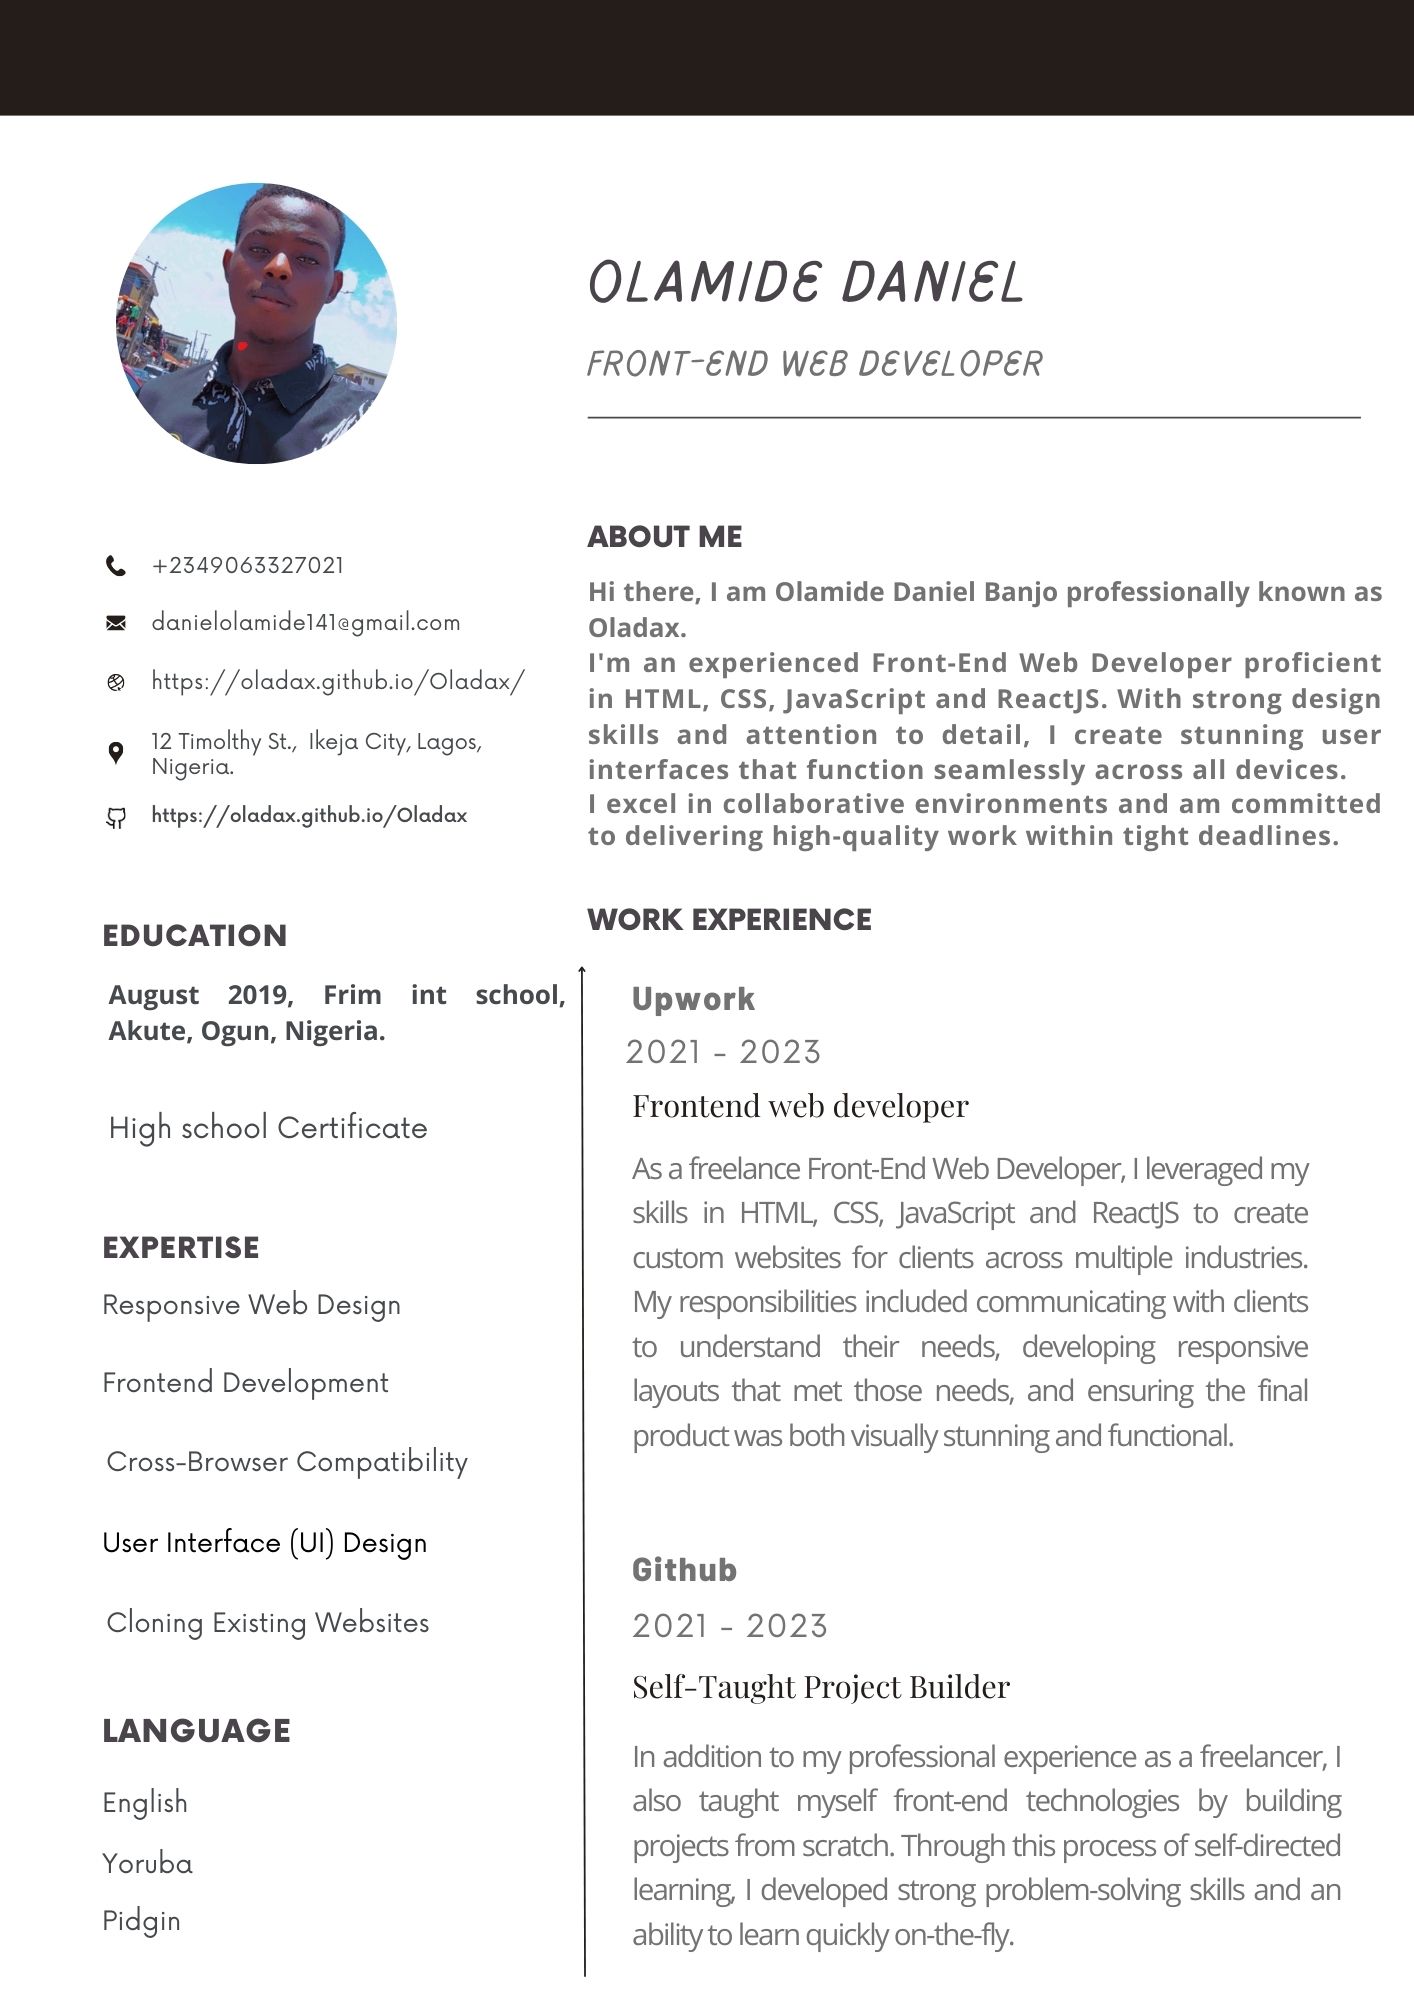 OLAMIDE DANIEL
FRONT-END WEB DEVELOPER
+2349063327021
danielolamide141@gmail.com
https://oladax.github.io/Oladax/
12 Timolthy St.,  Ikeja City, Lagos,
Nigeria.
https://oladax.github.io/Oladax
EDUCATION
August 2019, Frim int school,
Akute, Ogun, Nigeria.
High school Certificate
EXPERTISE
Responsive Web Design
Frontend Development
Cross-Browser Compatibility
User Interface (UI) Design
Cloning Existing Websites
LANGUAGE
English
Yoruba
Pidgin
ABOUT ME
Hi there, I am Olamide Daniel Banjo professionally known as
Oladax.
I'm an experienced Front-End Web Developer proficient
in HTML, CSS, JavaScript and ReactJS. With strong design
skills and attention to detail, I create stunning user
interfaces that function seamlessly across all devices.
I excel in collaborative environments and am committed
to delivering high-quality work within tight deadlines.
WORK EXPERIENCE
Upwork
2021 - 2023
Frontend web developer
As a freelance Front-End Web Developer, I leveraged my
skills in HTML, CSS, JavaScript and ReactJS to create
custom websites for clients across multiple industries.
My responsibilities included communicating with clients
to understand their needs, developing responsive
layouts that met those needs, and ensuring the final
product was both visually stunning and functional.
Github
2021 - 2023
Self-Taught Project Builder
In addition to my professional experience as a freelancer, I
also taught myself front-end technologies by building
projects from scratch. Through this process of self-directed
learning, I developed strong problem-solving skills and an
ability to learn quickly on-the-fly.